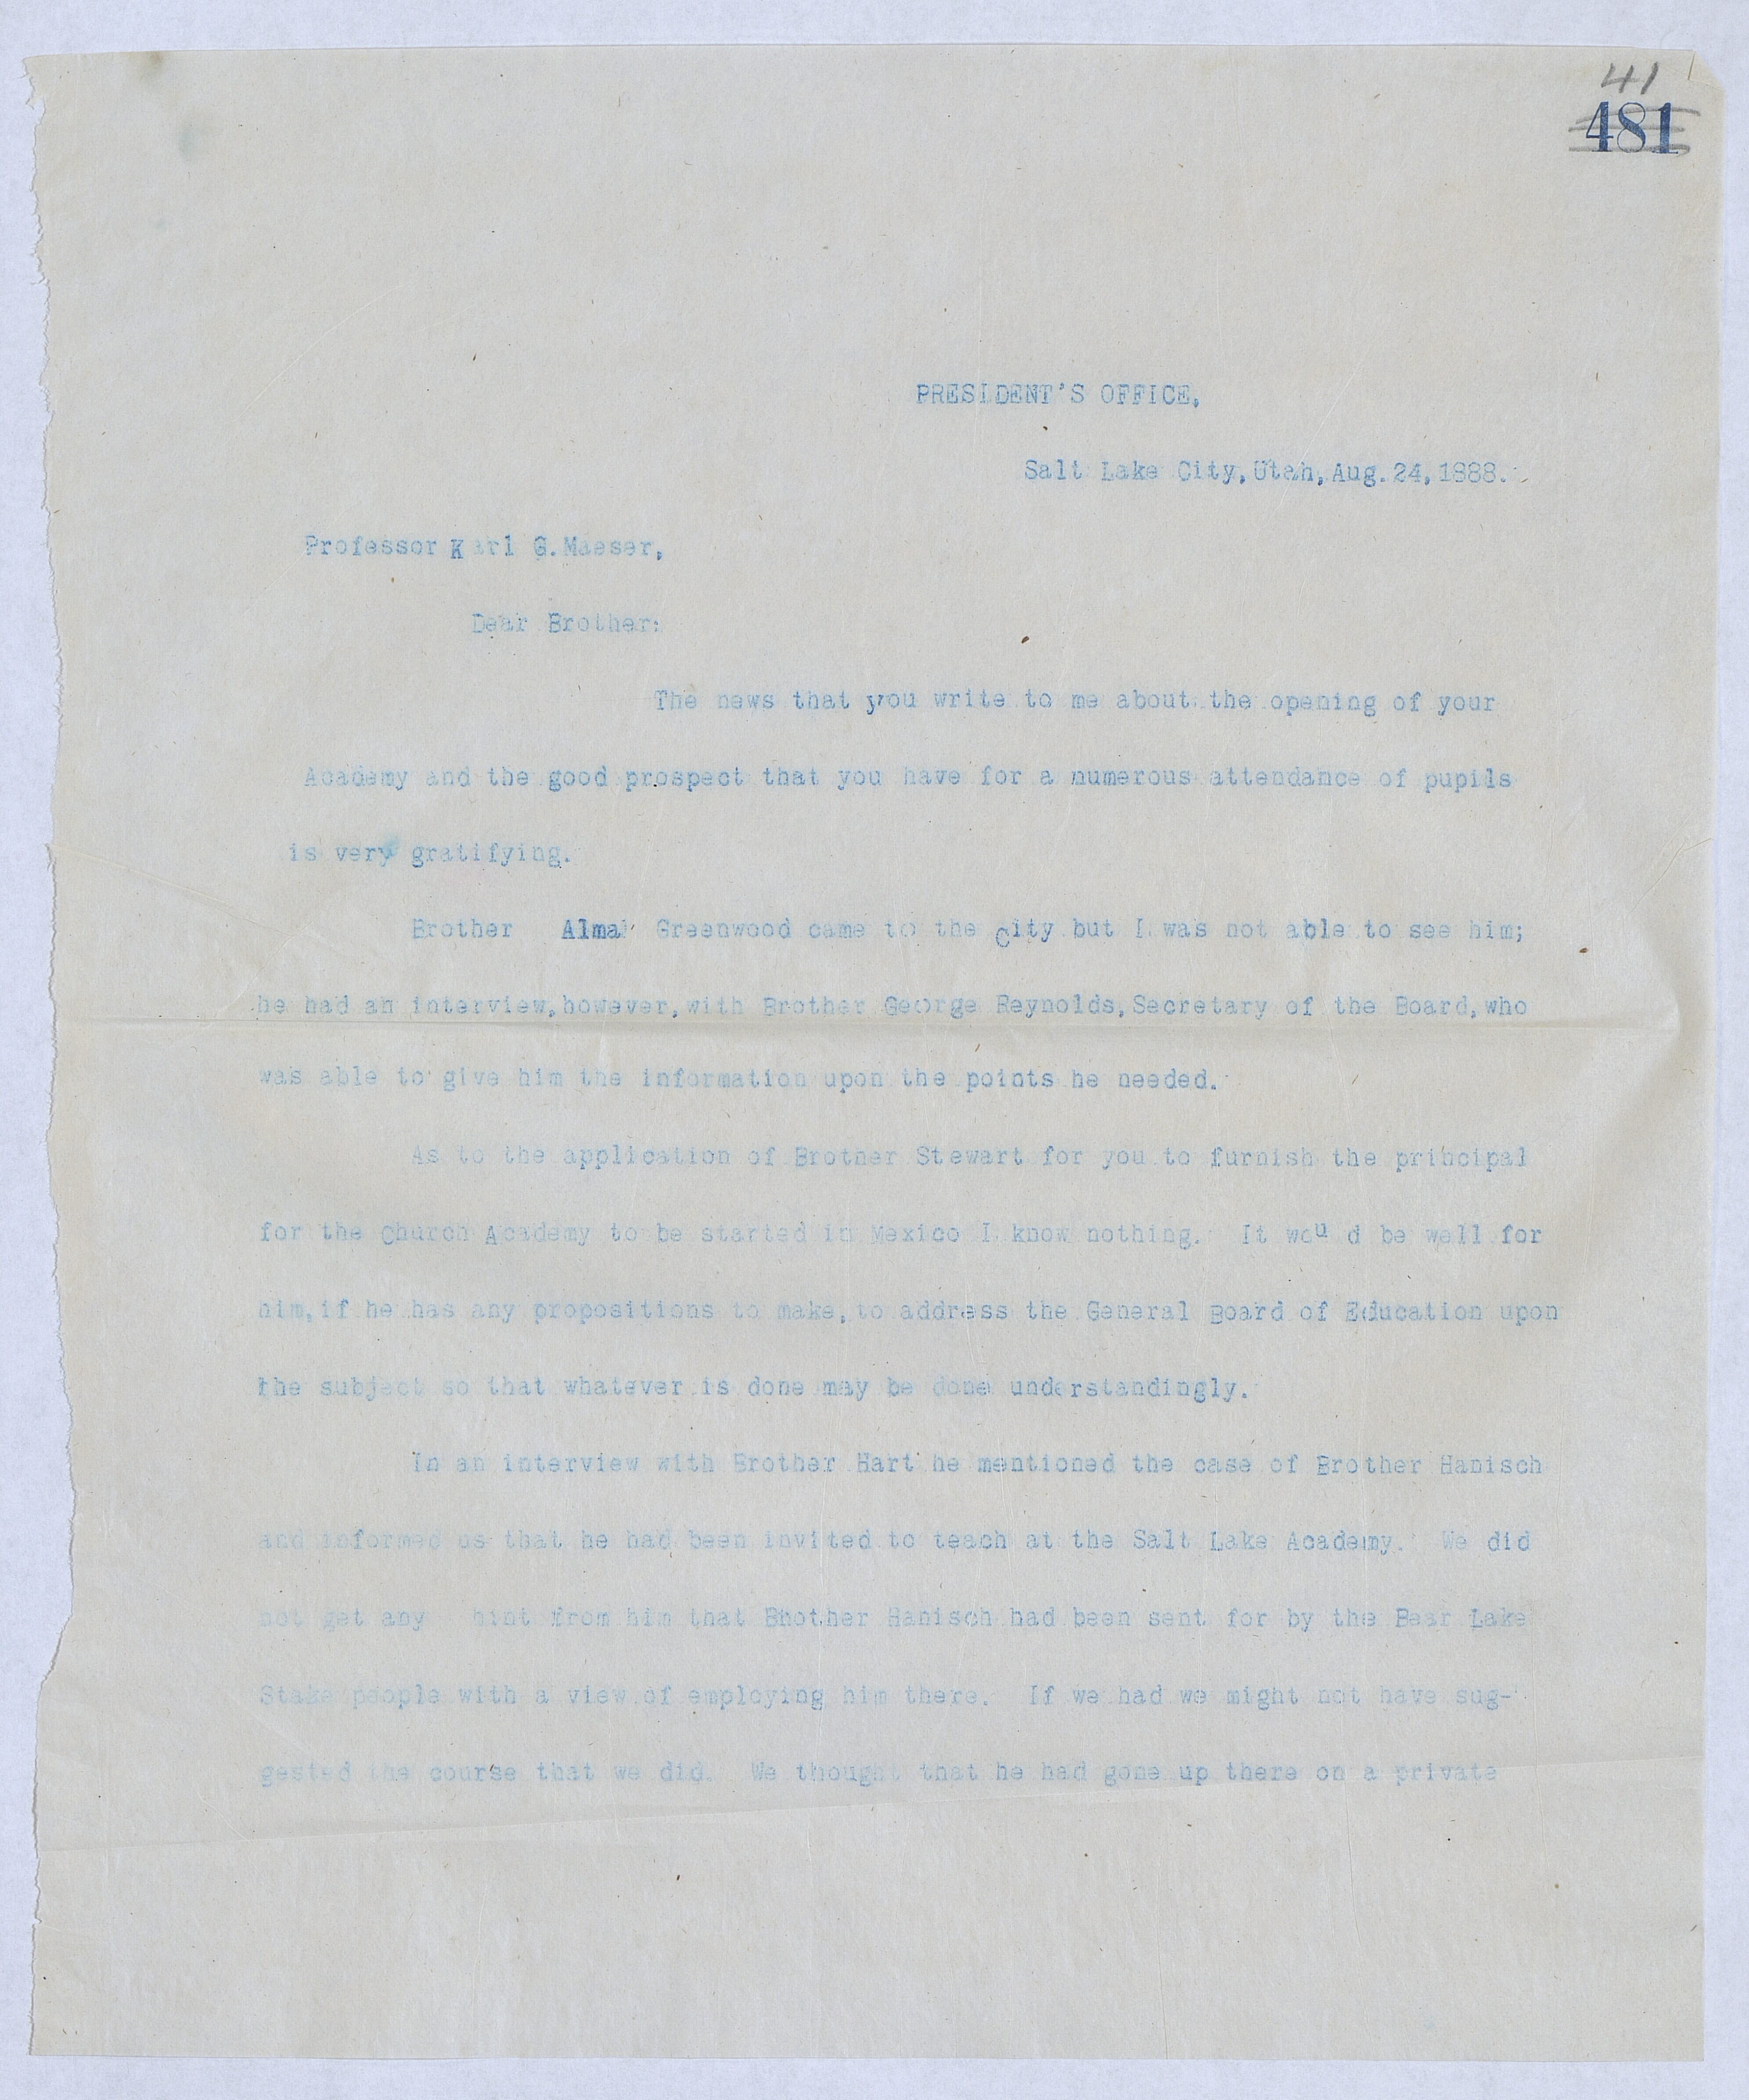 41
481
PRESIDENT'S OFFICE,
Salt Lake City,Utah,Aug.24,1888.
Professor Karl G.Maeser,
Dear Brother:
The news that you write to me about the opening of your
Academy and the good prospect that you have for a numerous attendance of pupils
is very gratifying.
Brother Alma Greenwood came to the City but I was not able to see him;
he had an interview,however,with Brother George Reynolds,Secretary of the Board,who
was able to give him the information upon the points he needed.
As to the application of Brother Stewart for you to furnish the principal
for the Church Academy to be started in Mexico I know nothing. It wou d be well for
him,if he has any propositions to make,to address the General Board of Education upon
the subject so that whatever is done may be done understandingly.
In an interview with Brother Hart he mentioned the case of Brother Hanisch
and informed us that he had been invited to teach at the Salt Lake Academy. We did
not get any hint from him that Bhother Hanisch had been sent for by the Bear Lake
Stake people with a view of employing him there. If we had we might not have sug-
gested the course that we did. We thought that he had gone up there on a private